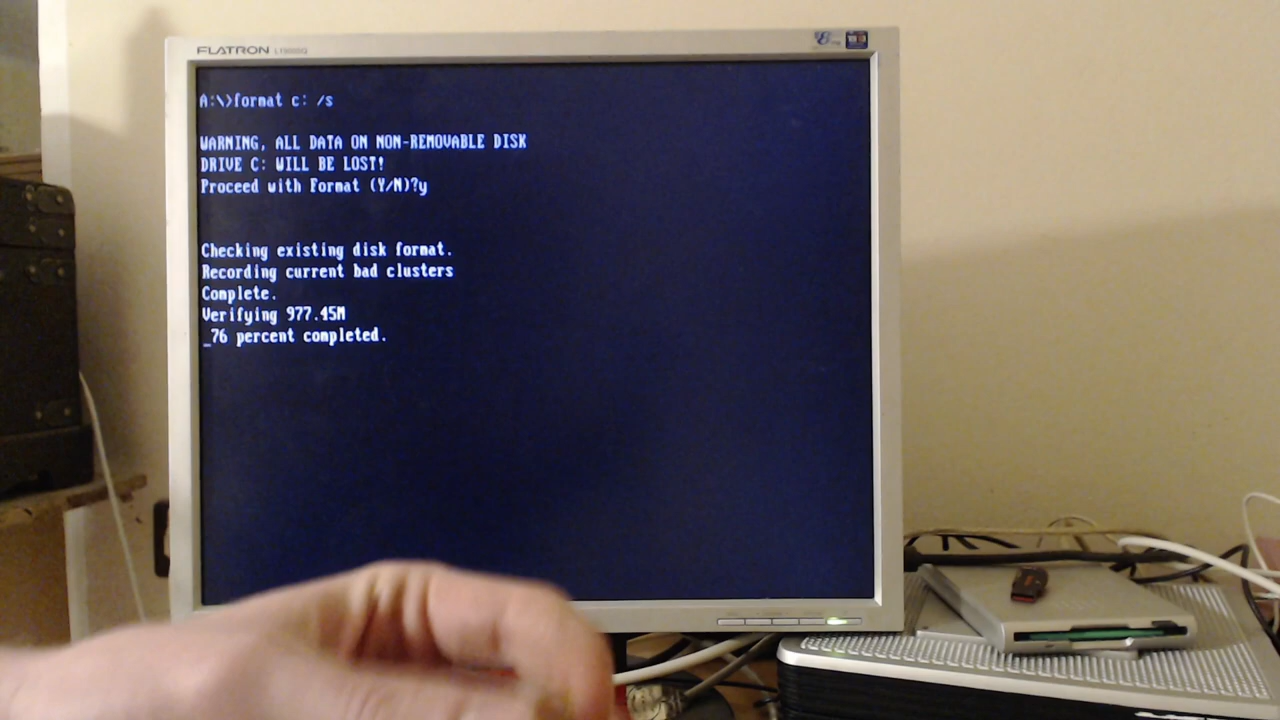 FLATRON
A:\>format c: /s
WARNING, ALL DATA ON NON-REMOVABLE DISK
DRIVE C: WILL BE LOST!
Proceed with Format (Y/N)?y
Checking existing disk format.
Recording current bad clusters
Complete.
Verifying 977.45M
_76 percent completed.